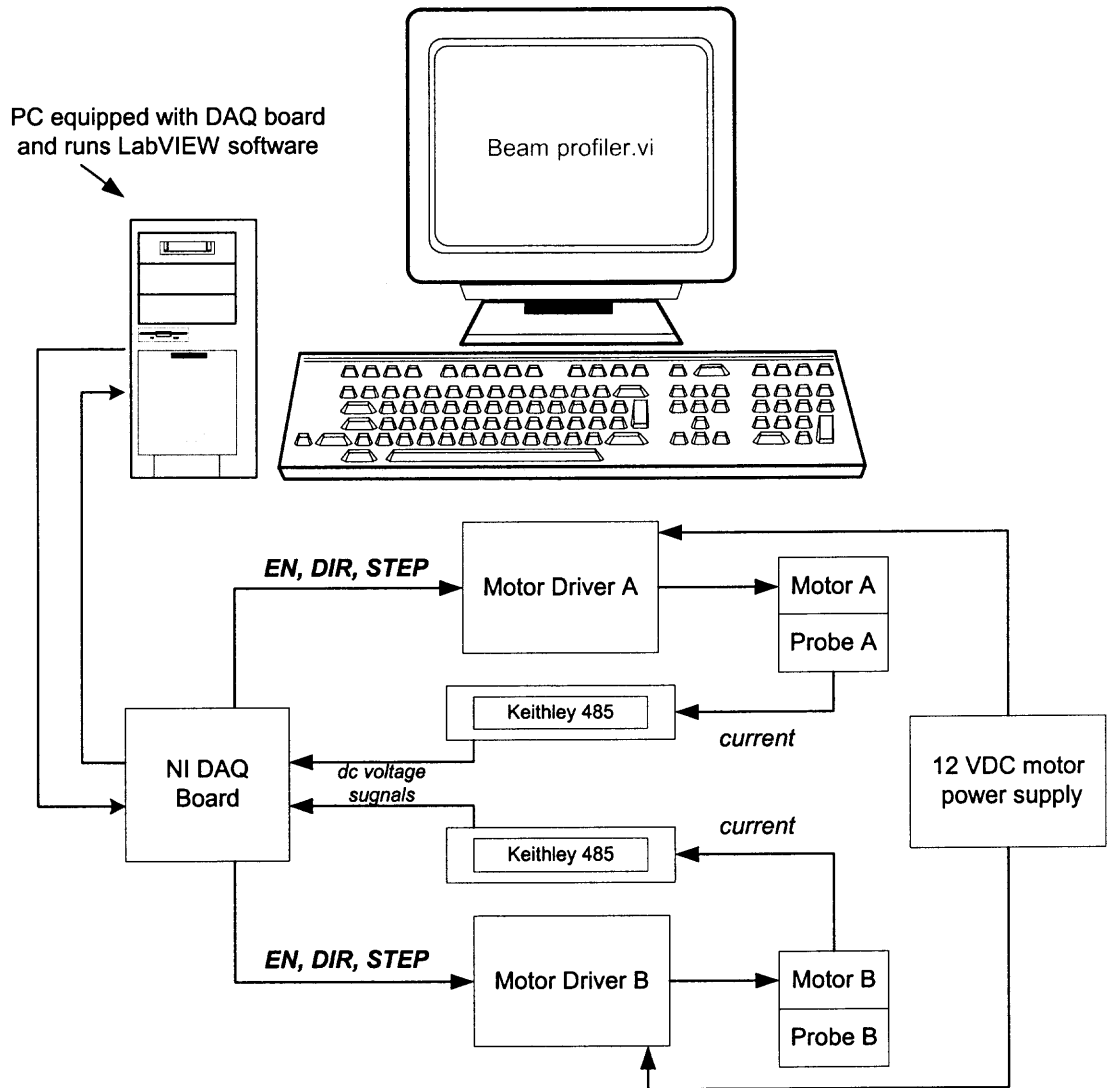 PC equipped with DAQ board
and runs LabVIEW software
Beam profiler.vi
EN, DIR, STEP
Motor Driver A
Motor A
Probe A
Keithley 485
current
NI DAQ
Board
dc voltage
sugnals
12 VDC motor
power supply
current
Keithley 485
EN, DIR, STEP
Motor Driver B
Motor B
Probe B